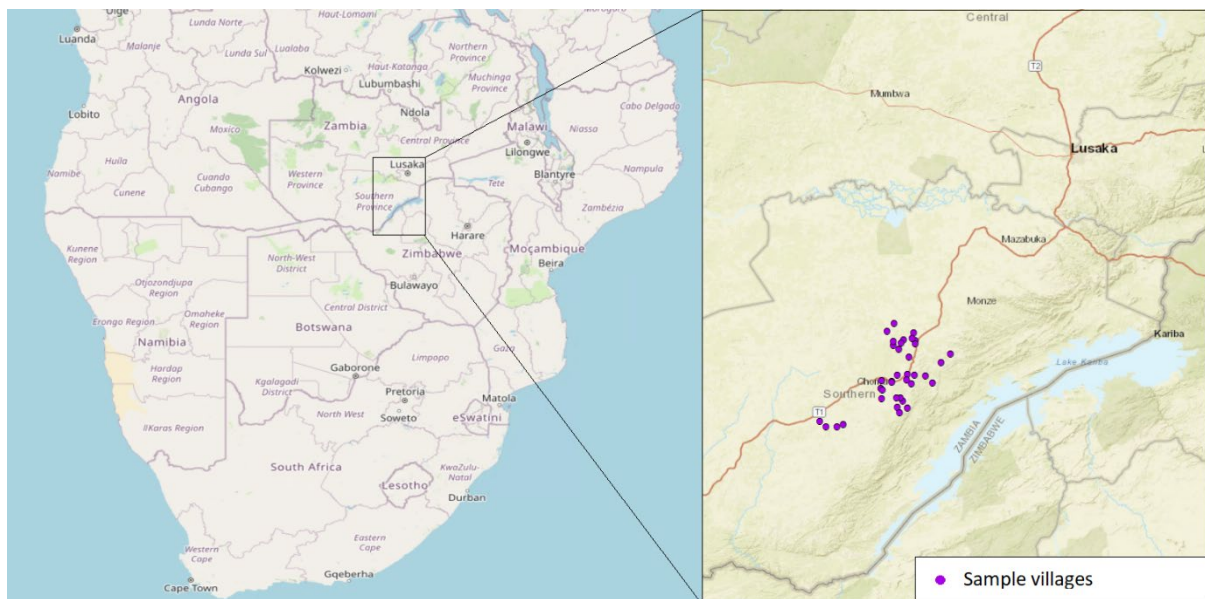 Uige
Luanda
Malanje
Lunda Norte
Lunda Sul
Lualaba
Haut-Lomami
Tanganyika
Haut-Katanga
Northern
Province
Muchinga
Province
Kolwezi
Lubumbashi
Angola
Lobito
Moxico
Ndola
Zambia
Central Province
Malawi
Niassa
Cabo Delgado
Lilongwe
Nampula
Huíla
Namibe
Cunene
Cuando
Cubango
Western
Province
Lusaka
Southern
Province
Tete
Blantyre
Zambézia
Harare
Zimbabwe
Moçambique
Beira
Kunene
Region
North-West
District
Bulawayo
Otjozondjupa
Region
Omaheke
Region
Erongo Region
Central District
Botswana
Namibia
Gaza
Limpopo
Hardap
Region
Gaborone
Kgalagadi
District
Pretoria
North West
Soweto
Matola
eSwatini
ǁKaras Region
South Africa
KwaZulu-
Natal
Lesotho
Durban
Eastern
Cape
Western
Cape
Cape Town
Gqeberha
Central
T2
Mumbwa
Lusaka
Mazabuka
Monze
Kariba
Lake Kariba
Southern
T1
ZAMBIA
ZIMBABWE
Sample villages